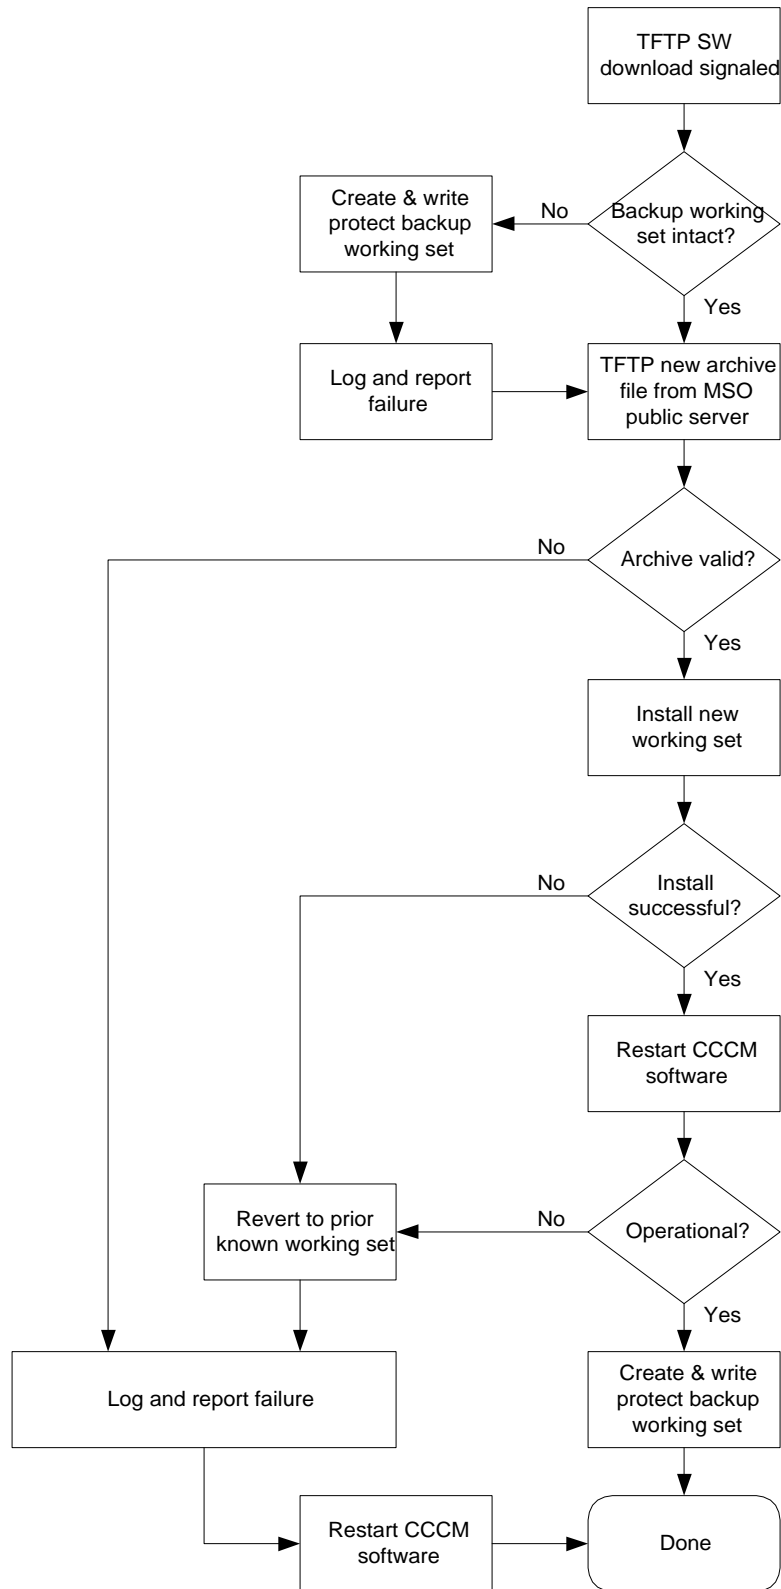 TFTP SW
download signaled
Backup working
set intact?
No
Create & write
protect backup
working set
Yes
Log and report
failure
TFTP new archive
file from MSO
public server
No
Archive valid?
Yes
Install new
working set
No
Install
successful?
Yes
Restart CCCM
software
Revert to prior
known working set
No
Operational?
Yes
Log and report failure
Create & write
protect backup
working set
Restart CCCM
software
Done